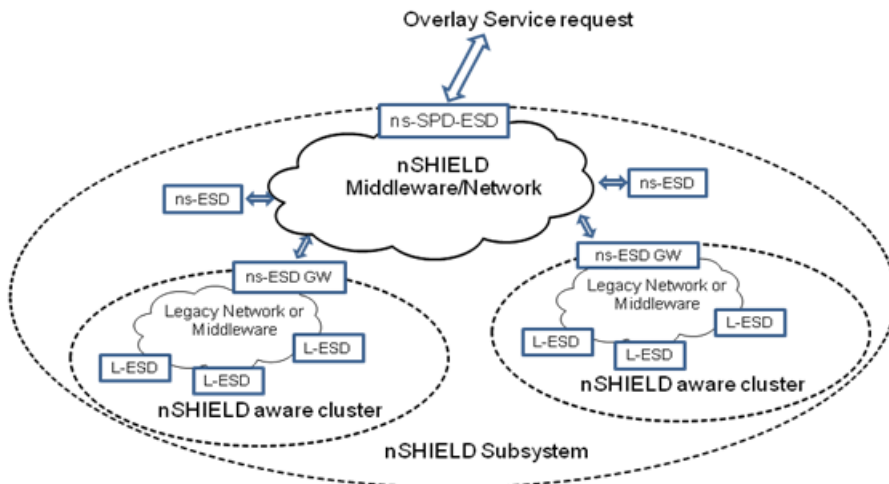 Overlay Service request
ns-SPD-ESD
nSHIELD
Middleware/Network
ns-ESD
ns-ESD
ns-ESD GW
Legacy Network or
Middleware
L-ESD
L-ESD
L-ESD
nSHIELD aware cluster
ns-ESD GW
Legacy Network or
Middleware
L-ESD
L-ESD
L-ESD
nSHIELD aware cluster
nSHIELD Subsystem